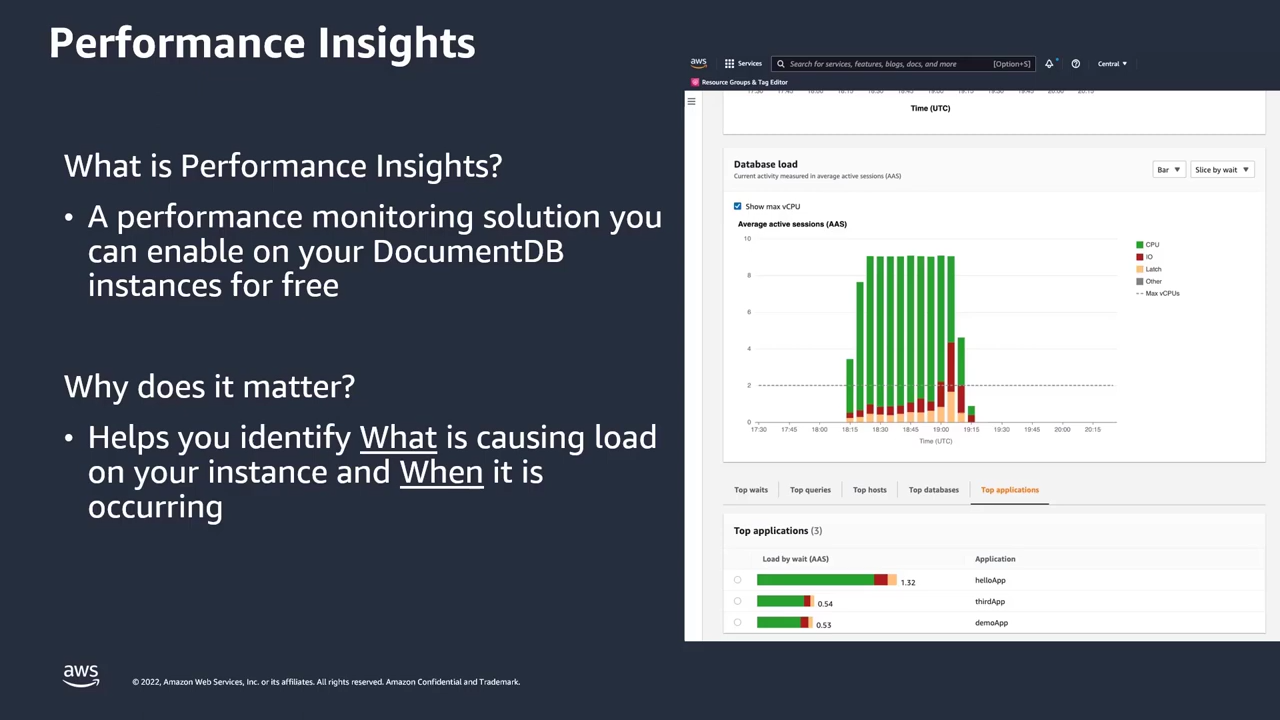 Performance Insights
What is Performance Insights?
• A performance monitoring solution you
can enable on your DocumentDB
instances for free
Why does it matter?
• Helps you identify What is causing load
on your instance and When it is
occurring
aws
© 2022, Amazon Web Services, Inc. or its affiliates. All rights reserved. Amazon Confidential and Trademark.
aws Services Search for services, features, blogs, docs, and more [Option+S] Central
Resource Groups & Tag Editor
Time (UTC)
Database load
Current activity measured in average active sessions (AAS)
Bar Slice by wait
Show max vCPU
Average active sessions (AAS)
10
8
6
4
2
0
17:30 17:45 18:00 18:15 18:30 18:45 19:00 19:15 19:30 19:45 20:00 20:15
Time (UTC)
CPU
IO
Latch
Other
Max vCPUs
Top waits Top queries Top hosts Top databases Top applications
Top applications (3)
Load by wait (AAS) Application
1.32 helloApp
0.54 thirdApp
0.53 demoApp